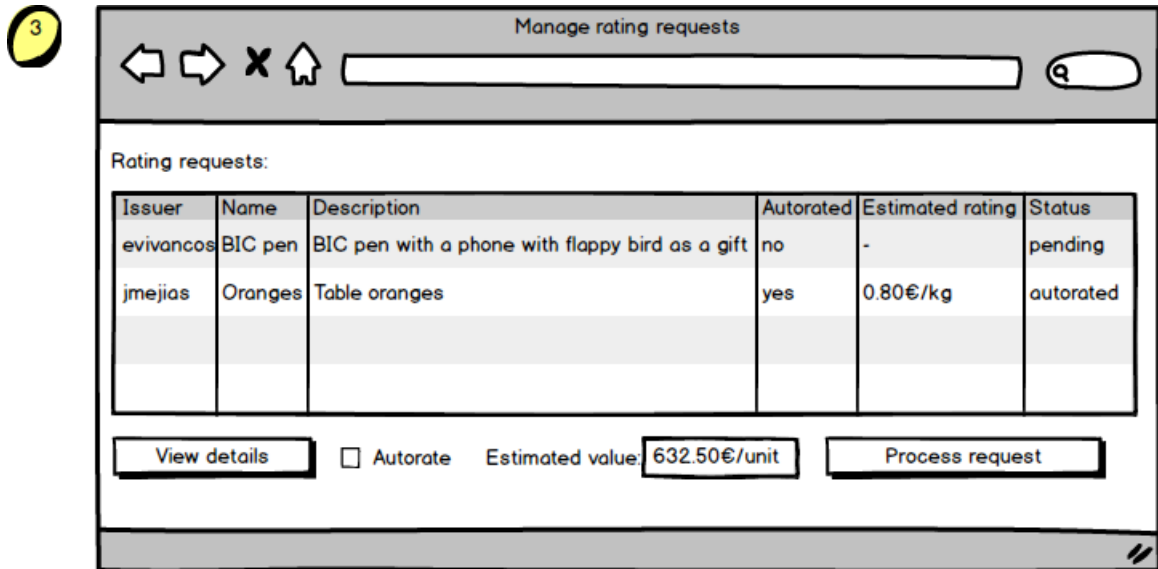 3
Manage rating requests
Rating requests:
Issuer Name Description Autorated Estimated rating Status
evivancos BIC pen BIC pen with a phone with flappy bird as a gift no - pending
jmejias Oranges Table oranges yes 0.80€/kg autorated
View details Autorate Estimated value: 632.50€/unit Process request